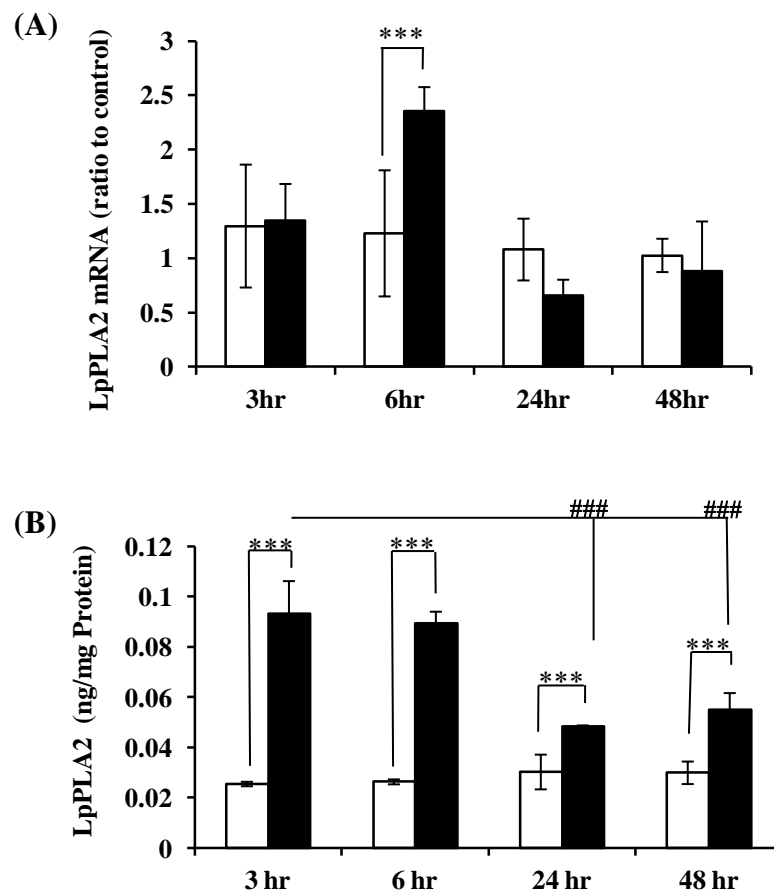 (A)
LpPLA2 mRNA (ratio to control)
3
2.5
2
1.5
1
0.5
0
***
3hr 6hr 24hr 48hr
(B)
LpPLA2 (ng/mg Protein)
0.12
0.1
0.08
0.06
0.04
0.02
0
### ###
*** *** *** ***
3 hr 6 hr 24 hr 48 hr